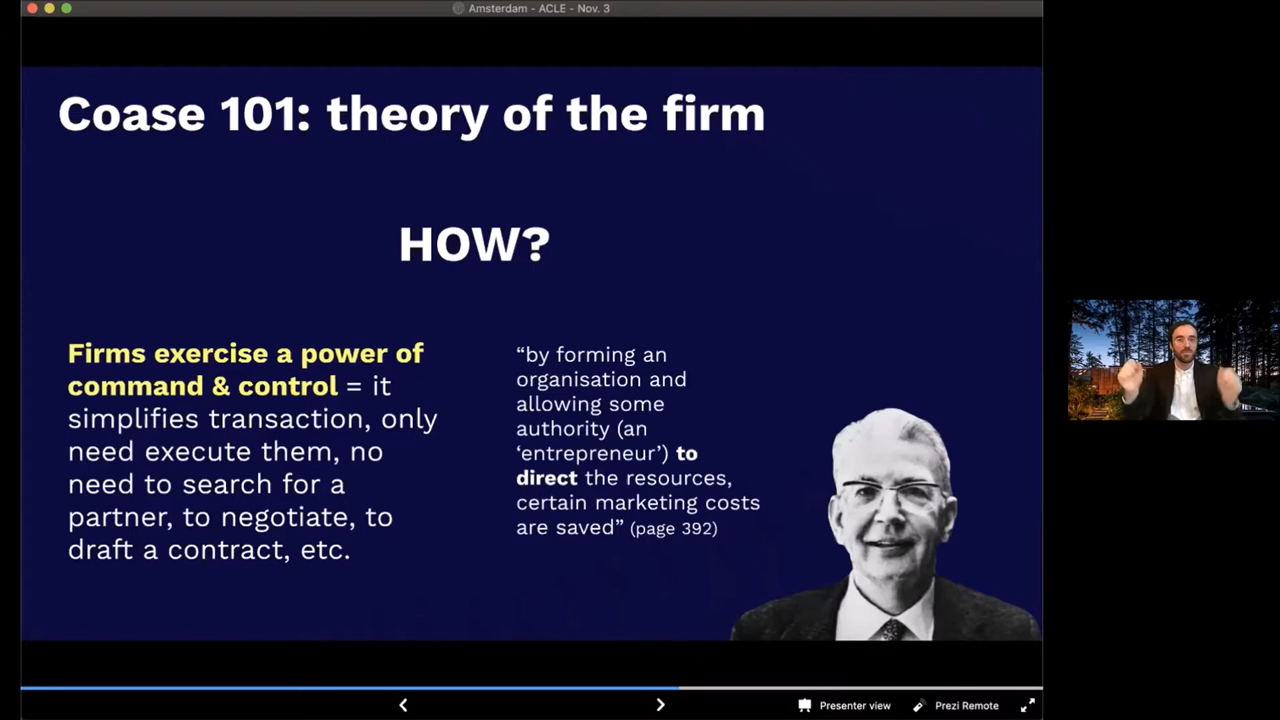 Amsterdam - ACLE - Nov. 3
Coase 101: theory of the firm
HOW?
Firms exercise a power of
command & control = it
simplifies transaction, only
need execute them, no
need to search for a
partner, to negotiate, to
draft a contract, etc.
“by forming an
organisation and
allowing some
authority (an
‘entrepreneur’) to
direct the resources,
certain marketing costs
are saved” (page 392)
Presenter view
Prezi Remote